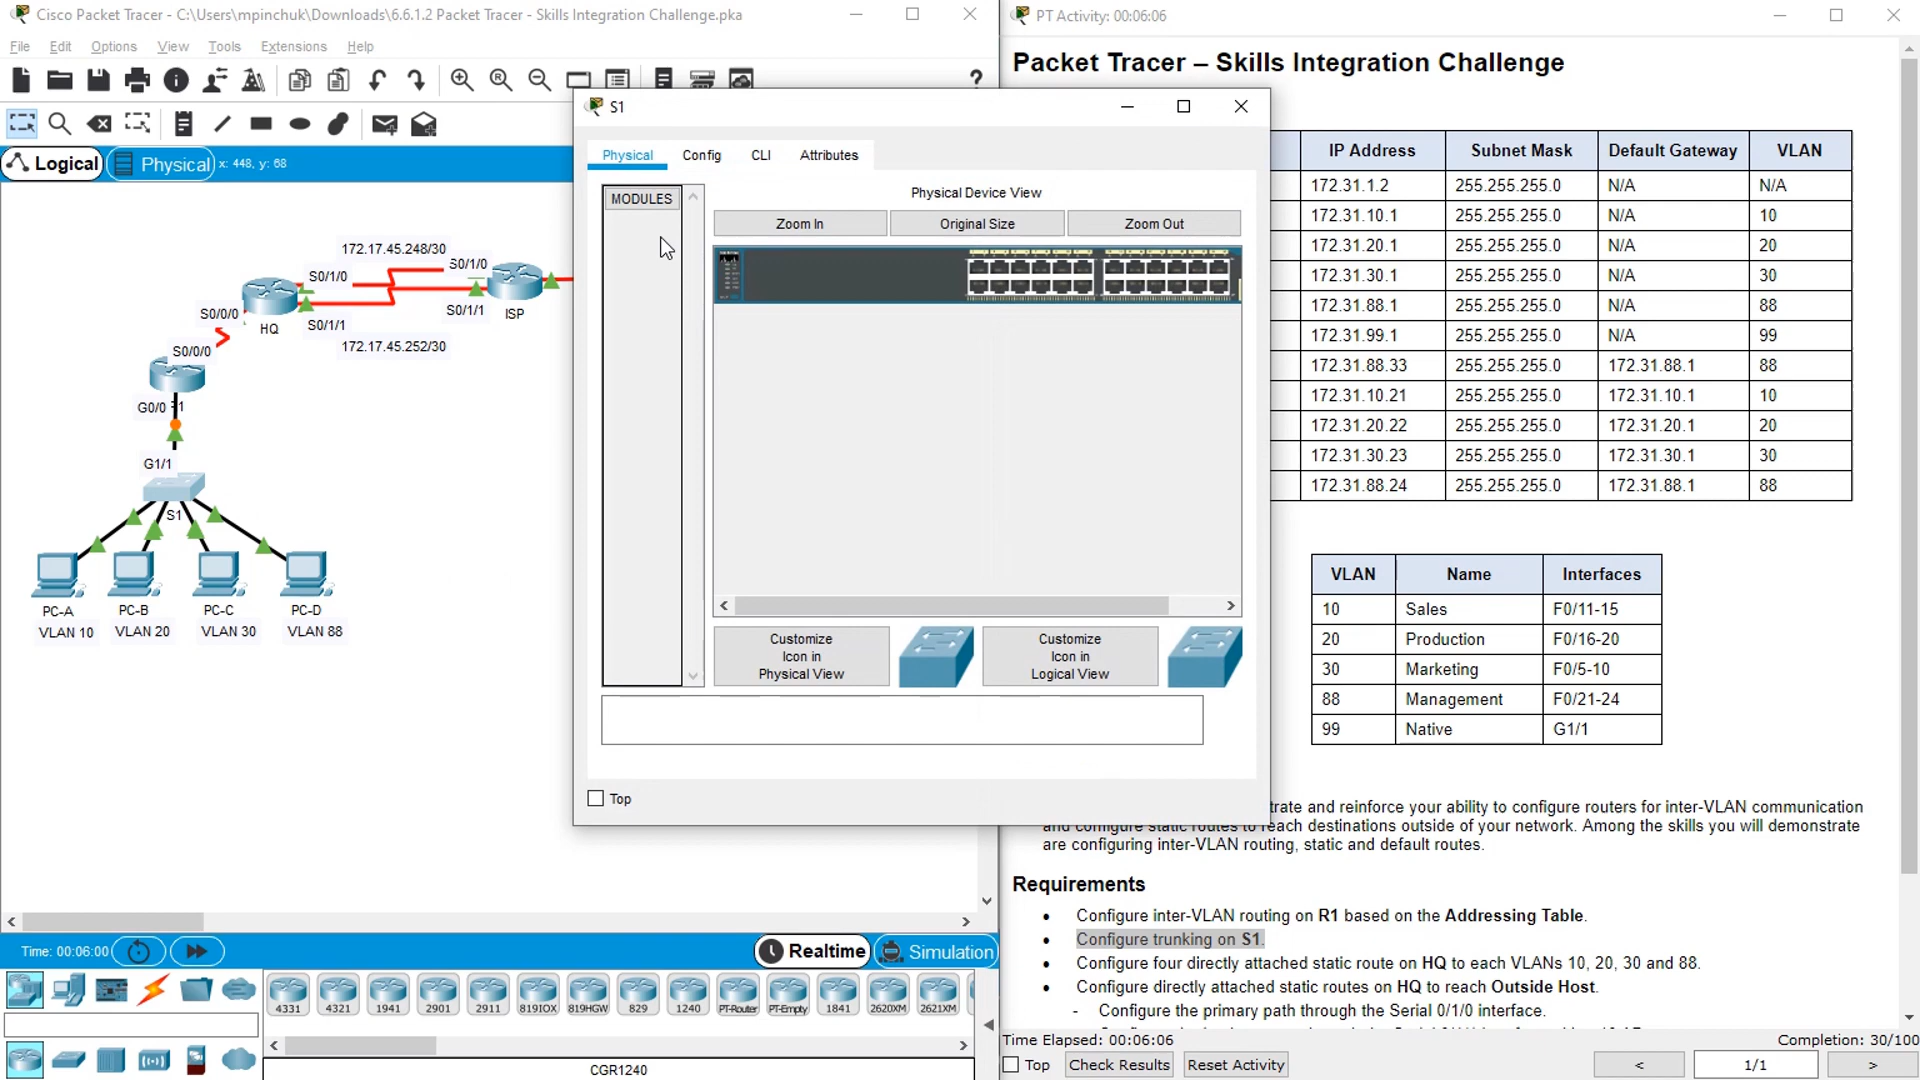 Cisco Packet Tracer - C:\Users\mpinchuk\Downloads\6.6.1.2 Packet Tracer - Skills Integration Challenge.pka
File Edit Options View Tools Extensions Help
?
Logical Physical x: 448, y: 68
172.17.45.248/30
S0/1/0 S0/1/0
S0/0/0 HQ S0/1/1 S0/1/1 ISP
172.17.45.252/30
S0/0/0
G0/0
G1/1
S1
PC-A PC-B PC-C PC-D
VLAN 10 VLAN 20 VLAN 30 VLAN 88
S1
Physical Config CLI Attributes
MODULES
Physical Device View
Zoom In Original Size Zoom Out
Customize Icon in Physical View
Customize Icon in Logical View
Top
Time: 00:06:00 Realtime Simulation
4331 4321 1941 2901 2911 819IOX 819HGW 829 1240 PT-Router PT-Empty 1841 2620XM 2621XM
CGR1240
PT Activity: 00:06:06
Packet Tracer – Skills Integration Challenge
IP Address Subnet Mask Default Gateway VLAN
172.31.1.2 255.255.255.0 N/A N/A
172.31.10.1 255.255.255.0 N/A 10
172.31.20.1 255.255.255.0 N/A 20
172.31.30.1 255.255.255.0 N/A 30
172.31.88.1 255.255.255.0 N/A 88
172.31.99.1 255.255.255.0 N/A 99
172.31.88.33 255.255.255.0 172.31.88.1 88
172.31.10.21 255.255.255.0 172.31.10.1 10
172.31.20.22 255.255.255.0 172.31.20.1 20
172.31.30.23 255.255.255.0 172.31.30.1 30
172.31.88.24 255.255.255.0 172.31.88.1 88
VLAN Name Interfaces
10 Sales F0/11-15
20 Production F0/16-20
30 Marketing F0/5-10
88 Management F0/21-24
99 Native G1/1
trate and reinforce your ability to configure routers for inter-VLAN communication
and configure static routes to reach destinations outside of your network. Among the skills you will demonstrate
are configuring inter-VLAN routing, static and default routes.
Requirements
• Configure inter-VLAN routing on R1 based on the Addressing Table.
• Configure trunking on S1.
• Configure four directly attached static route on HQ to each VLANs 10, 20, 30 and 88.
• Configure directly attached static routes on HQ to reach Outside Host.
- Configure the primary path through the Serial 0/1/0 interface.
Time Elapsed: 00:06:06 Completion: 30/100
Top Check Results Reset Activity < 1/1 >